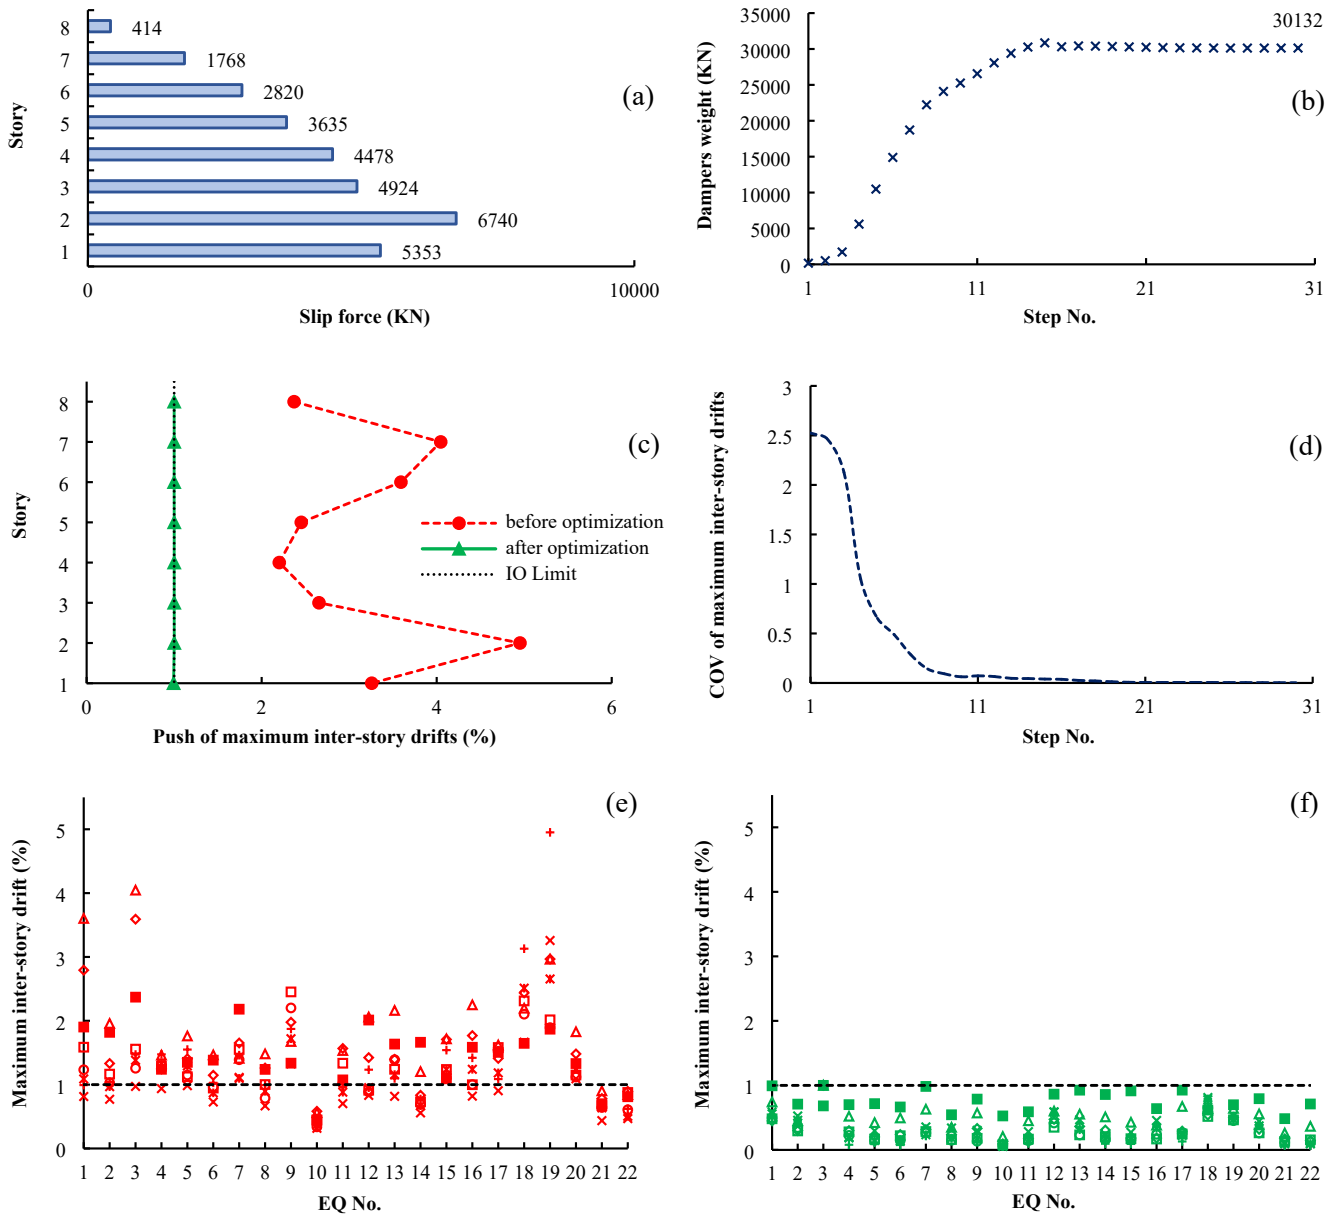 8
414
7
1768
6
2820
5
3635
4
4478
3
4924
2
6740
1
5353
0
10000
Story
Slip force (KN)
(a)
35000
30000
25000
20000
15000
10000
5000
0
30132
1
11
21
31
Dampers weight (KN)
Step No.
(b)
8
7
6
5
4
3
2
1
0
2
4
6
Story
Push of maximum inter-story drifts (%)
before optimization
after optimization
IO Limit
(c)
3
2.5
2
1.5
1
0.5
0
1
11
21
31
COV of maximum inter-story drifts
Step No.
(d)
5
4
3
2
1
0
1 2 3 4 5 6 7 8 9 10 11 12 13 14 15 16 17 18 19 20 21 22
Maximum inter-story drift (%)
EQ No.
(e)
5
4
3
2
1
0
1 2 3 4 5 6 7 8 9 10 11 12 13 14 15 16 17 18 19 20 21 22
Maximum inter-story drift (%)
EQ No.
(f)